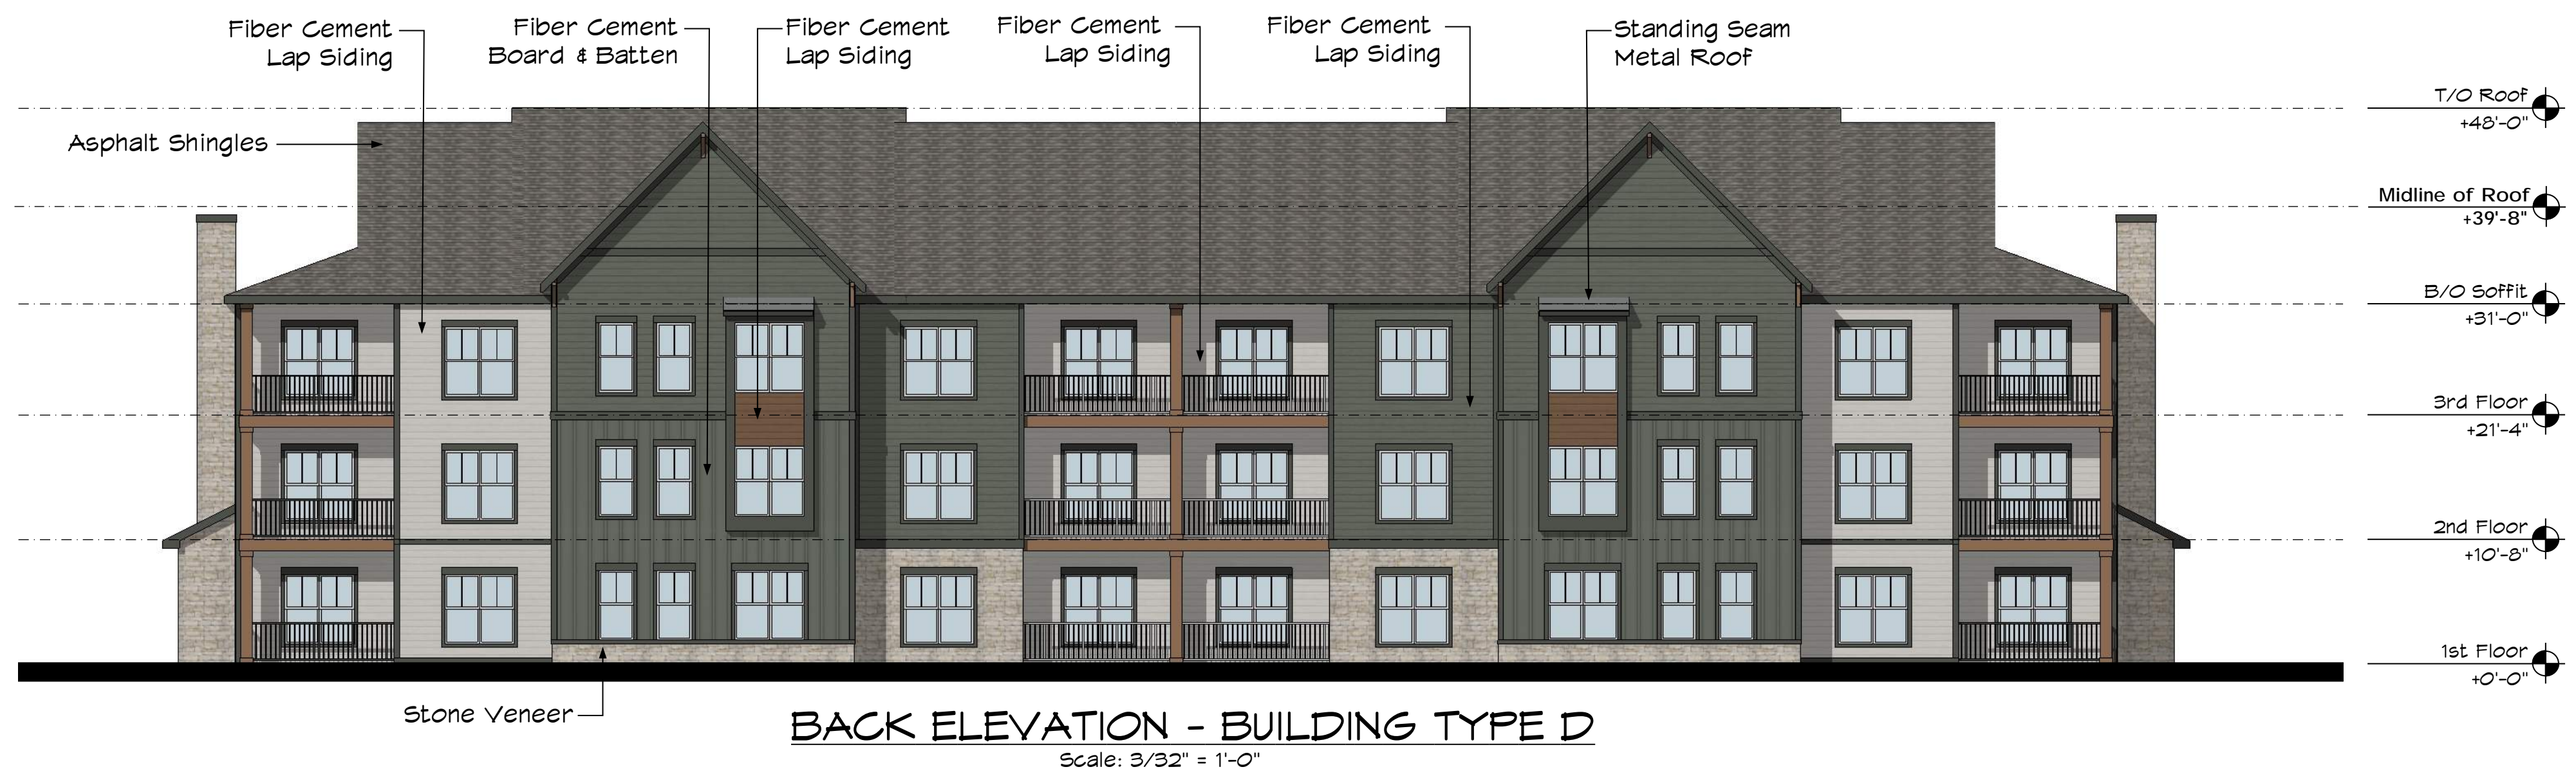 Fiber Cement
Lap Siding
Fiber Cement
Board & Batten
Fiber Cement
Lap Siding
Fiber Cement
Lap Siding
Fiber Cement
Lap Siding
Standing Seam
Metal Roof
Asphalt Shingles
T/O Roof
+48'-0"
Midline of Roof
+39'-8"
B/O Soffit
+31'-0"
3rd Floor
+21'-4"
2nd Floor
+10'-8"
1st Floor
+0'-0"
Stone Veneer
BACK ELEVATION - BUILDING TYPE D
Scale: 3/32" = 1'-0"